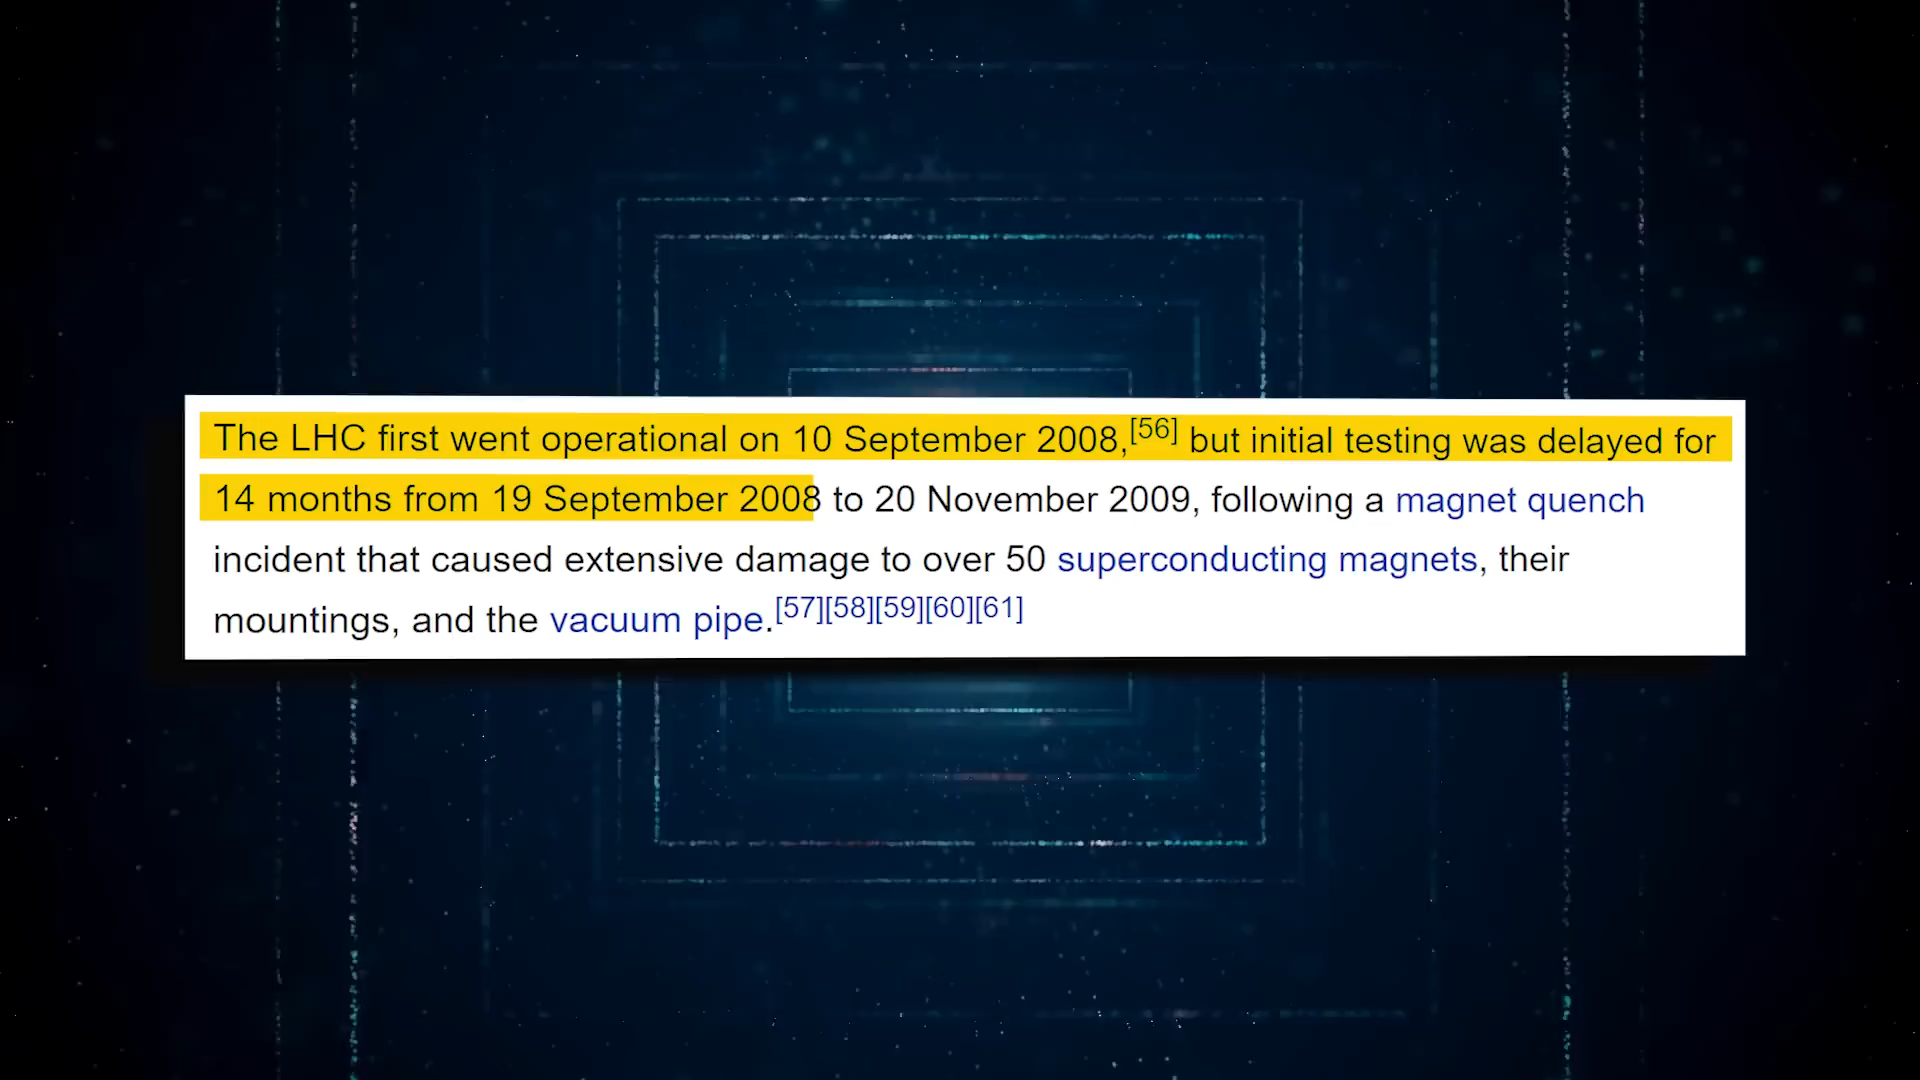 The LHC first went operational on 10 September 2008,[56] but initial testing was delayed for
14 months from 19 September 2008 to 20 November 2009, following a magnet quench
incident that caused extensive damage to over 50 superconducting magnets, their
mountings, and the vacuum pipe.[57][58][59][60][61]